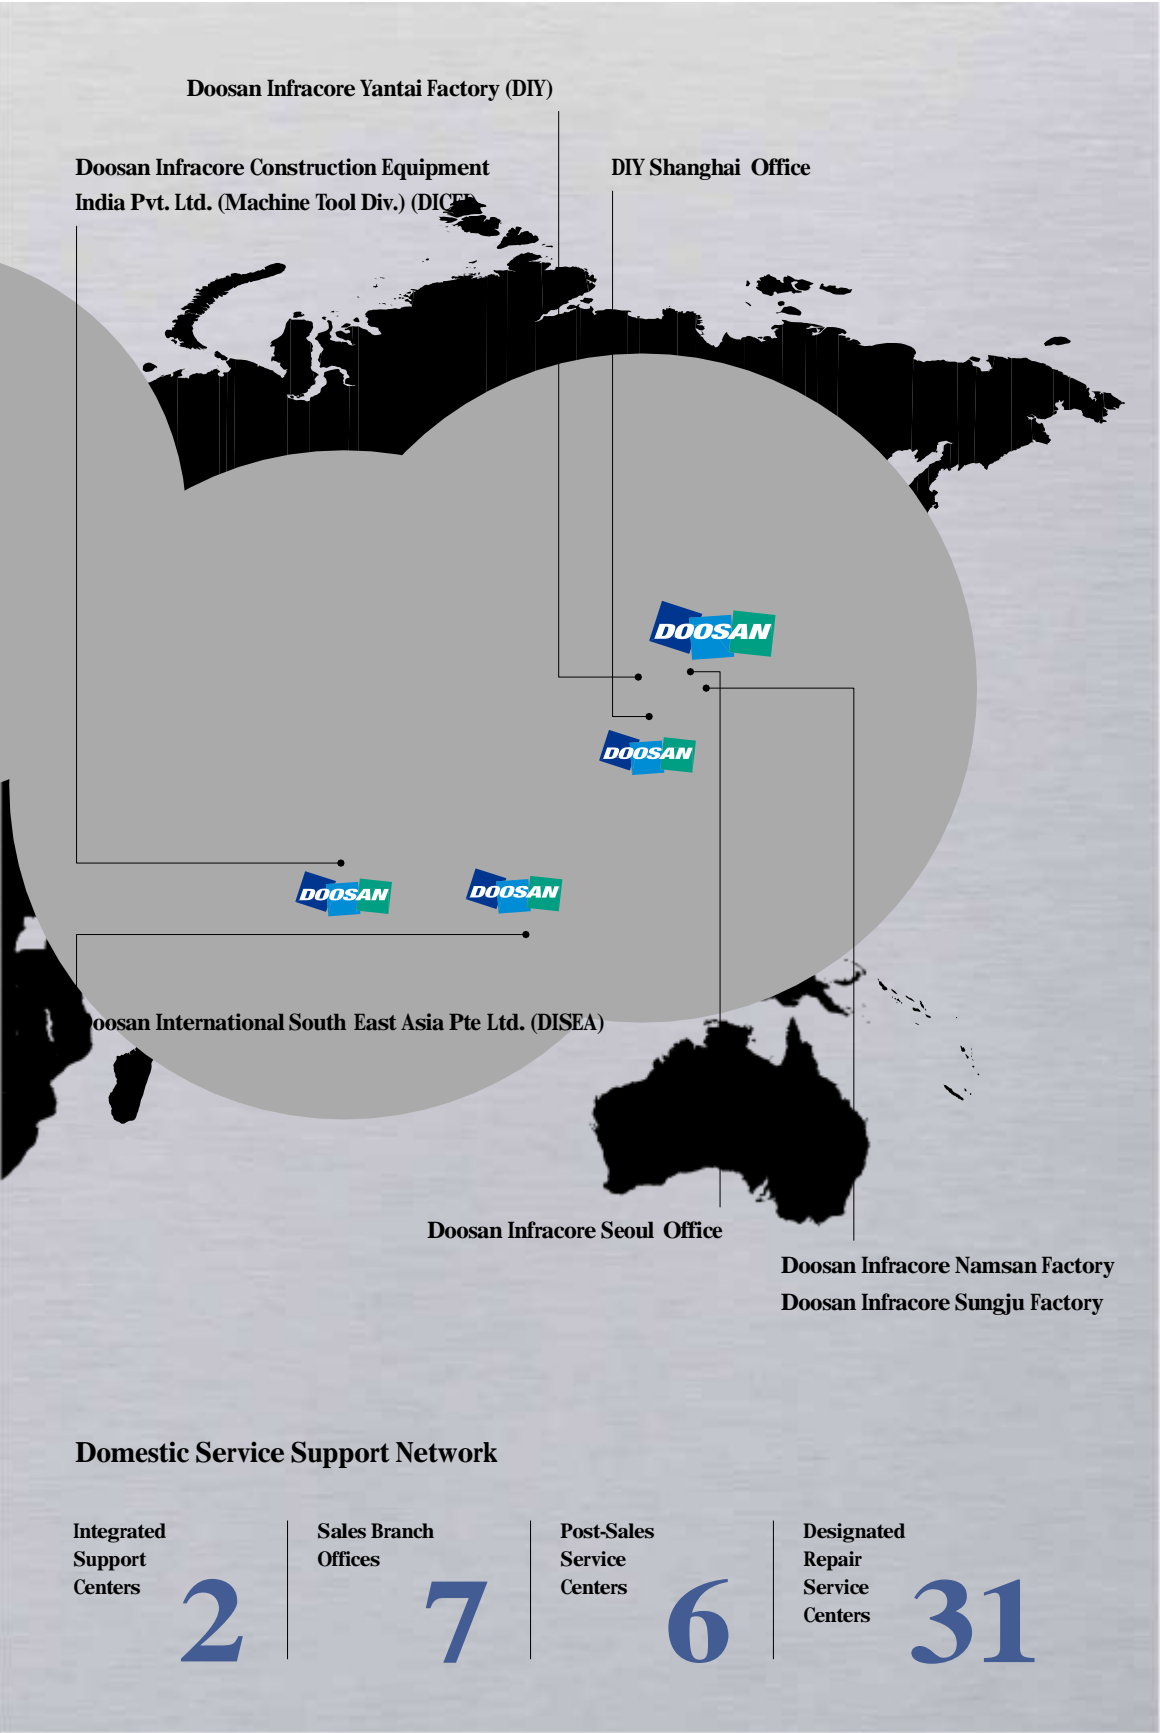 Doosan Infracore Yantai Factory (DIY)
Doosan Infracore Construction Equipment
India Pvt. Ltd. (Machine Tool Div.)
DIY Shanghai Office
DOOSAN
DOOSAN
DOOSAN
DOOSAN
Doosan International South East Asia Pte Ltd. (DISEA)
Doosan Infracore Seoul Office
Doosan Infracore Namsan Factory
Doosan Infracore Sungju Factory
Domestic Service Support Network
Integrated
Support
Centers
2
Sales Branch
Offices
7
Post-Sales
Service
Centers
6
Designated
Repair
Service
Centers
31